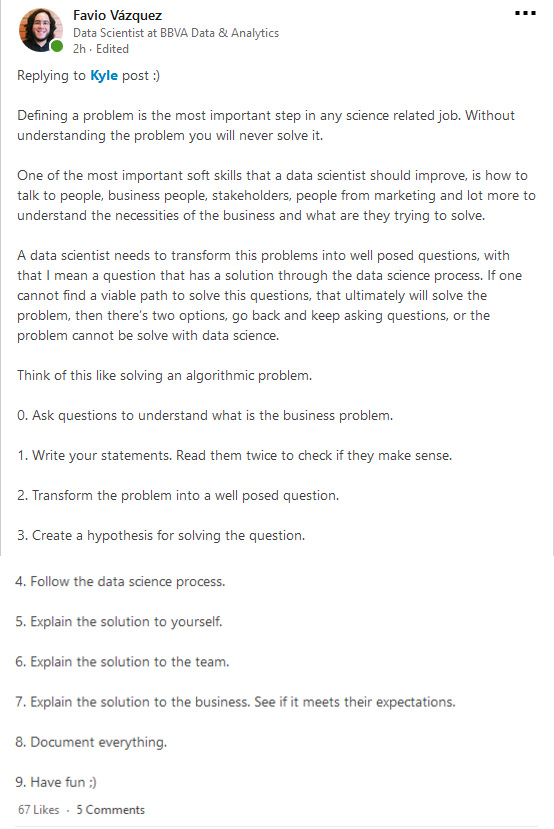 Favio Vázquez
Data Scientist at BBVA Data & Analytics
2h · Edited
Replying to Kyle post :)
Defining a problem is the most important step in any science related job. Without
understanding the problem you will never solve it.
One of the most important soft skills that a data scientist should improve, is how to
talk to people, business people, stakeholders, people from marketing and lot more to
understand the necessities of the business and what are they trying to solve.
A data scientist needs to transform this problems into well posed questions, with
that I mean a question that has a solution through the data science process. If one
cannot find a viable path to solve this questions, that ultimately will solve the
problem, then there's two options, go back and keep asking questions, or the
problem cannot be solve with data science.
Think of this like solving an algorithmic problem.
0. Ask questions to understand what is the business problem.
1. Write your statements. Read them twice to check if they make sense.
2. Transform the problem into a well posed question.
3. Create a hypothesis for solving the question.
4. Follow the data science process.
5. Explain the solution to yourself.
6. Explain the solution to the team.
7. Explain the solution to the business. See if it meets their expectations.
8. Document everything.
9. Have fun ;)
67 Likes · 5 Comments